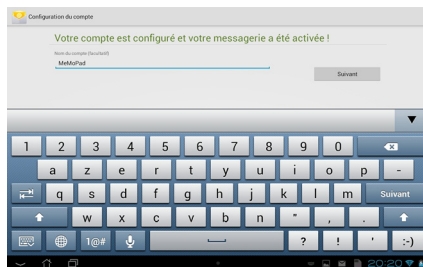 Configuration du compte
Votre compte est configuré et votre messagerie a été activée !
Nom du compte (facultatif)
MeMoPad
Suivant
1 2 3 4 5 6 7 8 9 0
a z e r t y u i o p -
q s d f g h j k l m Suivant
w x c v b n " , .
1@# ? ! ' :-)
20:20